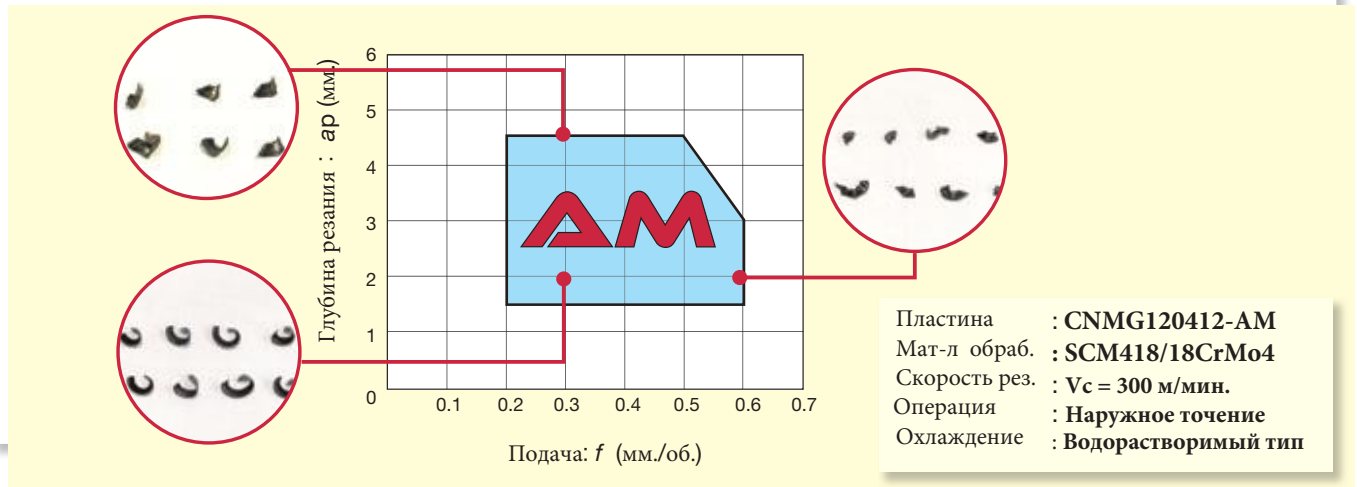 Глубина резания : ap (мм.)
6
5
4
3
2
1
0
AM
0.1 0.2 0.3 0.4 0.5 0.6 0.7
Подача: f (мм./об.)
Пластина : CNMG120412-AM
Мат-л обраб. : SCM418/18CrMo4
Скорость рез. : Vc = 300 м/мин.
Операция : Наружное точение
Охлаждение : Водорастворимый тип